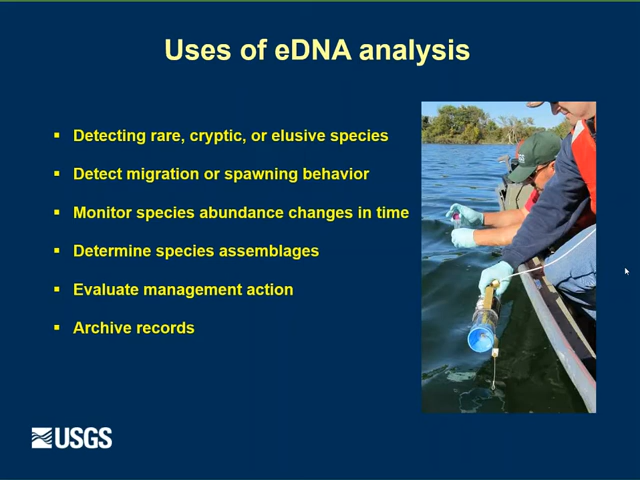 Uses of eDNA analysis
▪ Detecting rare, cryptic, or elusive species
▪ Detect migration or spawning behavior
▪ Monitor species abundance changes in time
▪ Determine species assemblages
▪ Evaluate management action
▪ Archive records
USGS